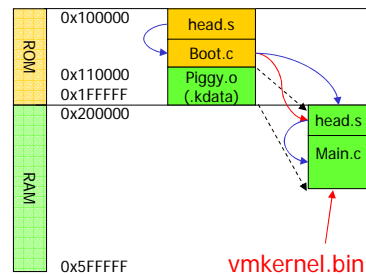 ROM
0x100000
0x110000
0x1FFFFF
head.s
Boot.c
Piggy.o
(.kdata)
RAM
0x200000
0x5FFFFF
head.s
Main.c
vmkernel.bin